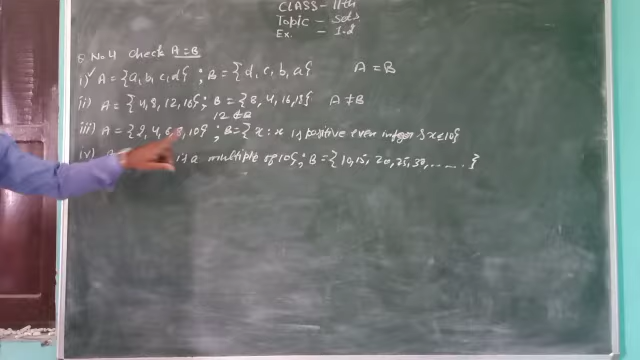 CLASS - 11th
Topic - Sets
Ex. - 1.2
Q. No 4 check A = B
i) A = {a, b, c, d} ; B = {d, c, b, a} A = B
ii) A = {4, 8, 12, 16} ; B = {8, 4, 16, 18} A ≠ B
12 ∉ B
iii) A = {2, 4, 6, 8, 10} ; B = {x : x is positive even integer & x ≤ 10}
iv) is a multiple of 10} ; B = {10, 15, 20, 25, 30, ........ }